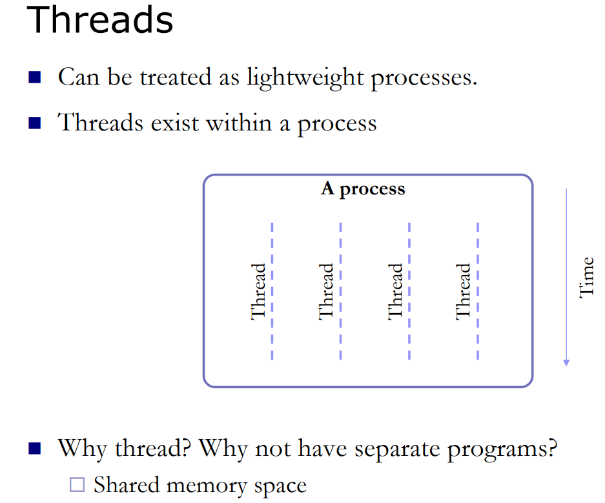 Threads
Can be treated as lightweight processes.
Threads exist within a process
A process
Thread
Thread
Thread
Thread
Time
Why thread? Why not have separate programs?
Shared memory space